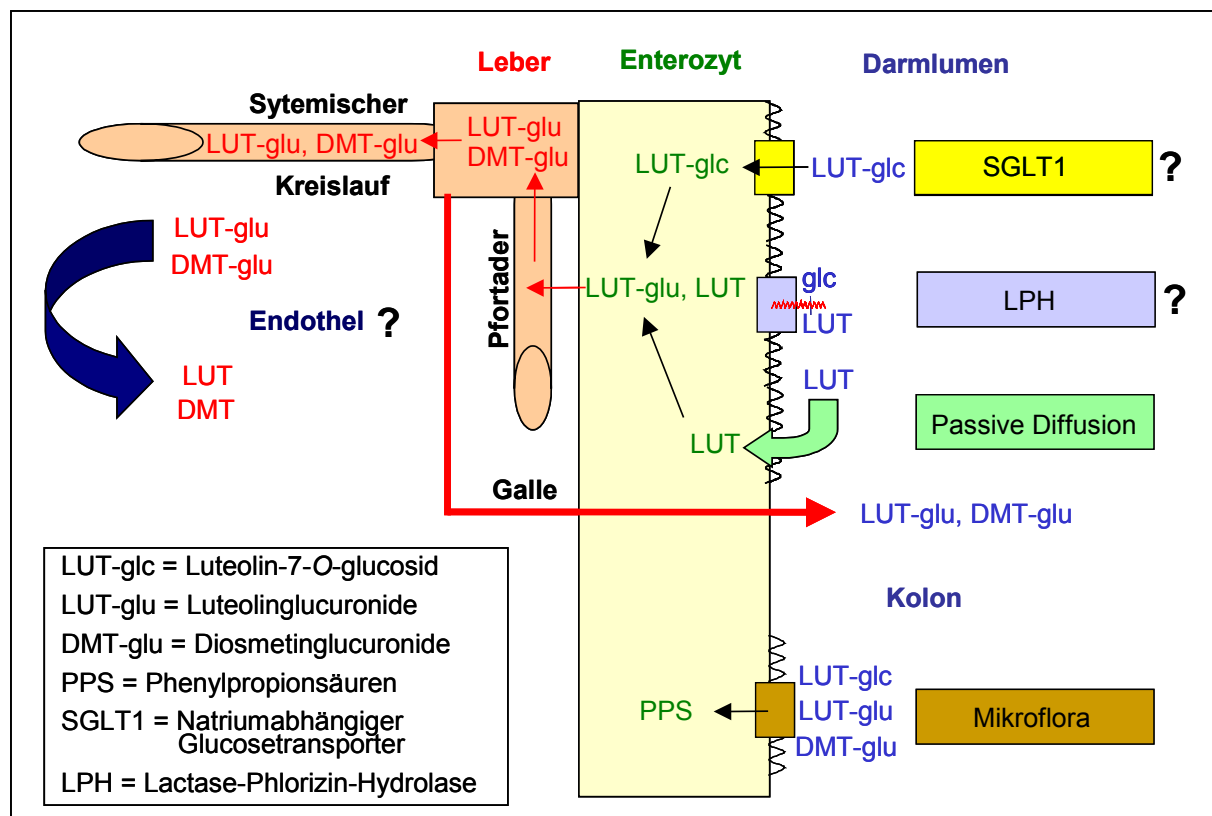 Leber
Enterozyt
Darmlumen
Sytemischer
LUT-glu, DMT-glu
Kreislauf
LUT-glu
DMT-glu
LUT-glc
LUT-glc
SGLT1
?
LUT-glu
DMT-glu
Endothel ?
LUT
DMT
Pfortader
LUT-glu, LUT
glc
LUT
LPH
?
LUT
LUT
Passive Diffusion
Galle
LUT-glu, DMT-glu
LUT-glc = Luteolin-7-O-glucosid
LUT-glu = Luteolinglucuronide
DMT-glu = Diosmetinglucuronide
PPS = Phenylpropionsäuren
SGLT1 = Natriumabhängiger
Glucosetransporter
LPH = Lactase-Phlorizin-Hydrolase
Kolon
PPS
LUT-glc
LUT-glu
DMT-glu
Mikroflora